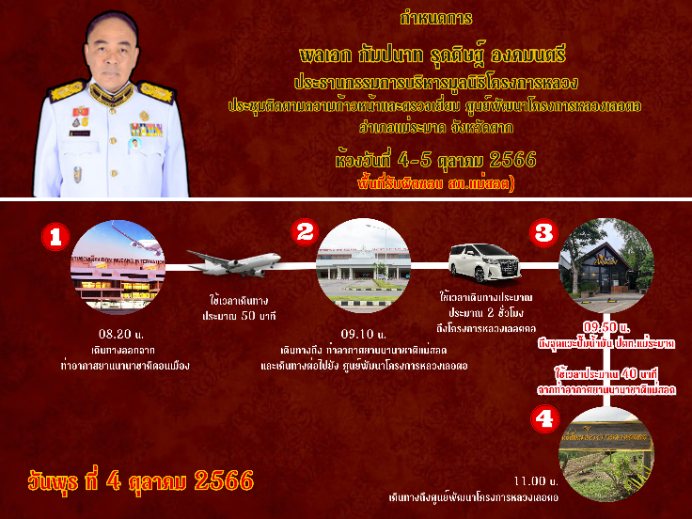 กำหนดการ
พลเอก กัมปนาท รุดดิษฐ์ องคมนตรี
ประธานกรรมการบริหารมูลนิธิโครงการหลวง
ประชุมติดตามความก้าวหน้าและตรวจเยี่ยม ศูนย์พัฒนาโครงการหลวงเลอตอ
อำเภอแม่ระมาด จังหวัดตาก
ห้วงวันที่ 4-5 ตุลาคม 2566
พื้นที่รับผิดชอบ สภ.แม่สอด)
1
2
3
ใช้เวลาเดินทาง
ประมาณ 50 นาที
ใช้เวลาเดินทางประมาณ
ประมาณ 2 ชั่วโมง
ถึงโครงการหลวงเลอตอ
08.20 น.
เดินทางออกจาก
ท่าอากาศยานนานาชาติดอนเมือง
09.10 น.
เดินทางถึง ท่าอากาศยานนานาชาติแม่สอด
และเดินทางต่อไปยัง ศูนย์พัฒนาโครงการหลวงเลอตอ
09.50 น.
ถึงจุดแวะปั๊มน้ำมัน ปตท.แม่ระมาด
ใช้เวลาประมาณ 40 นาที
จากท่าอากาศยานนานาชาติแม่สอด
4
วันพุธ ที่ 4 ตุลาคม 2566
11.00 น.
เดินทางถึงศูนย์พัฒนาโครงการหลวงเลอตอ